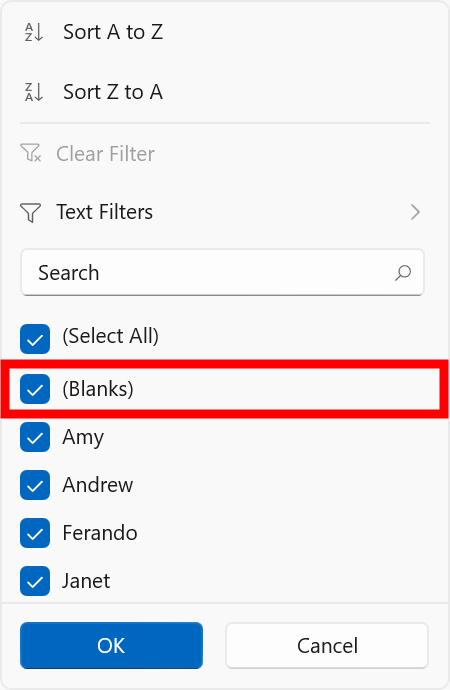 Sort A to Z
Sort Z to A
Clear Filter
Text Filters
Search
(Select All)
(Blanks)
Amy
Andrew
Ferando
Janet
OK
Cancel